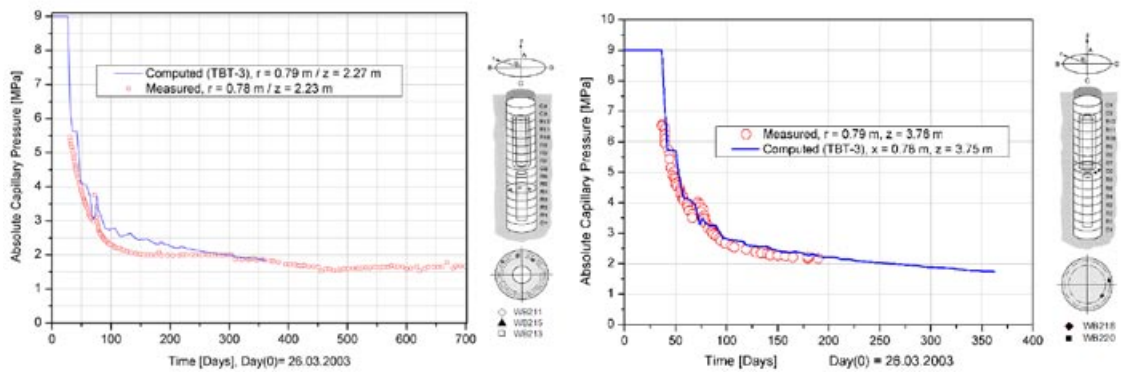 9
8
7
6
5
4
3
2
1
0
Absolute Capillary Pressure [MPa]
Computed (TBT-3), r = 0.79 m / z = 2.27 m
Measured, r = 0.78 m / z = 2.23 m
0 100 200 300 400 500 600 700
Time [Days], Day(0)= 26.03.2003
WB211
WB215
WB213
10
9
8
7
6
5
4
3
2
1
0
Absolute Capillary Pressure [MPa]
Measured, r = 0.79 m, z = 3.78 m
Computed (TBT-3), x = 0.78 m, z = 3.75 m
0 50 100 150 200 250 300 350 400
Time [Days] Day(0) = 26.03.2003
WB218
WB220